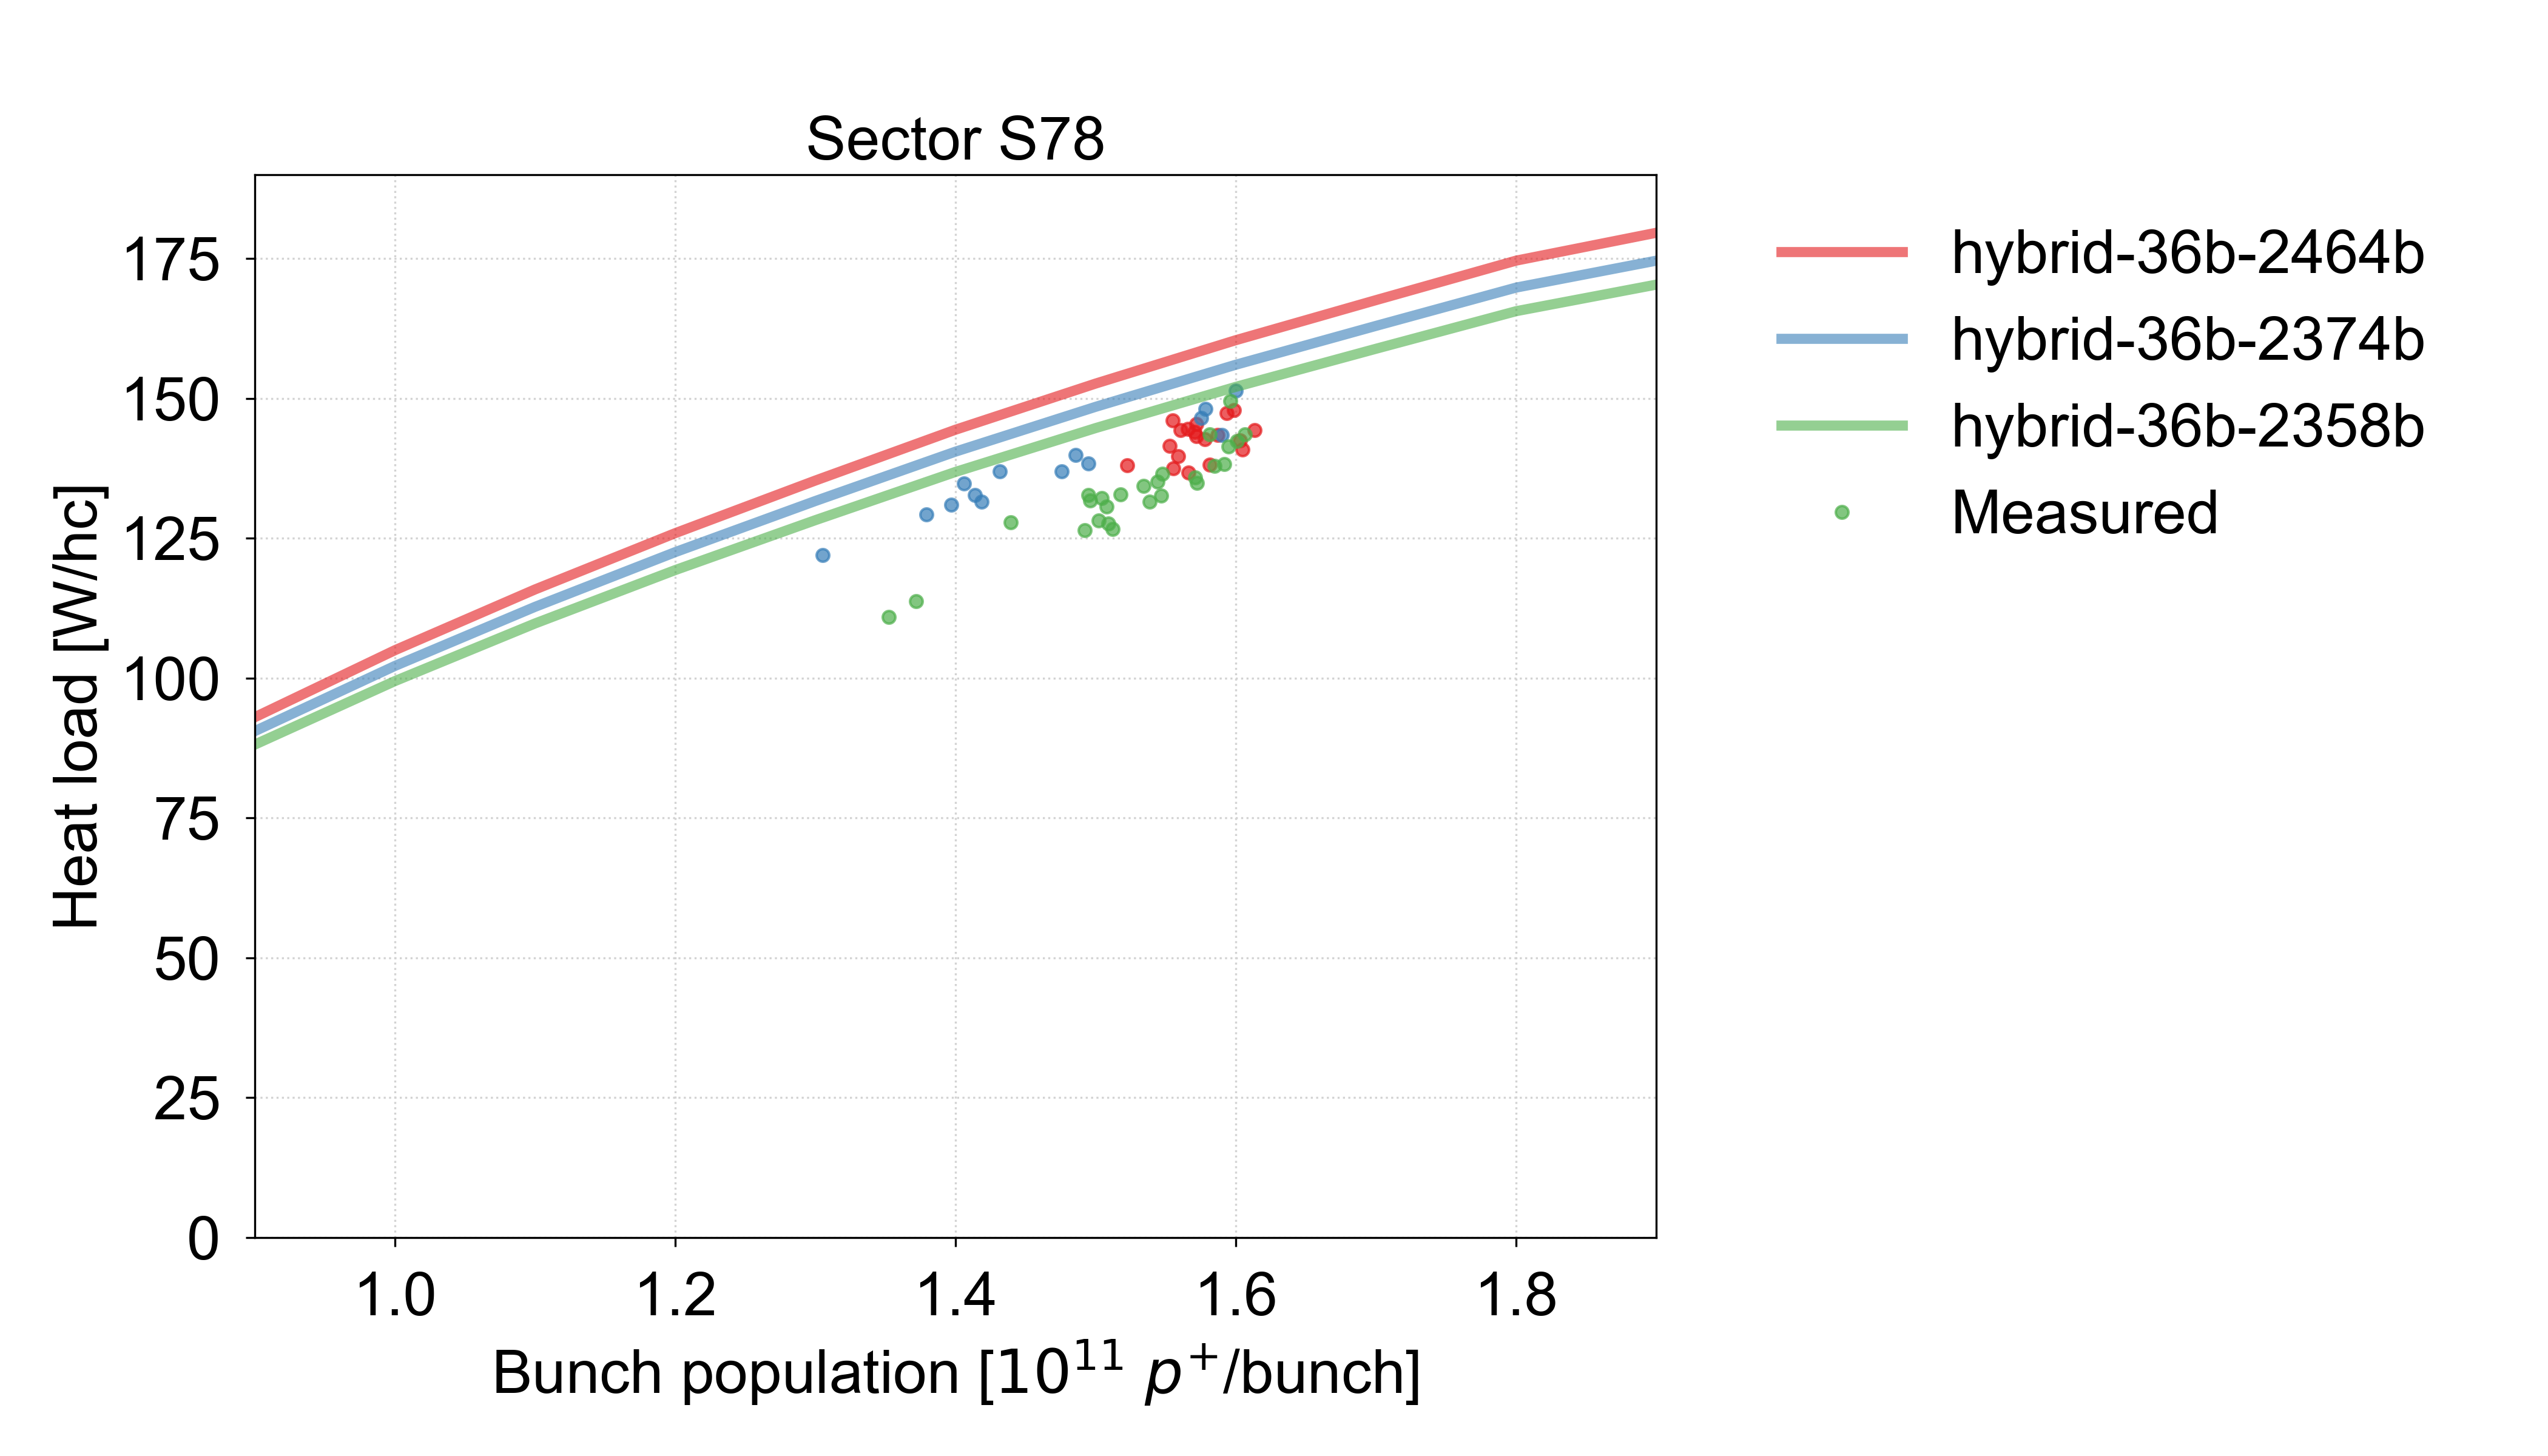 Sector S78
175
150
125
100
75
50
25
0
Heat load [W/hc]
1.0 1.2 1.4 1.6 1.8
Bunch population [10¹¹ p⁺/bunch]
hybrid-36b-2464b
hybrid-36b-2374b
hybrid-36b-2358b
Measured